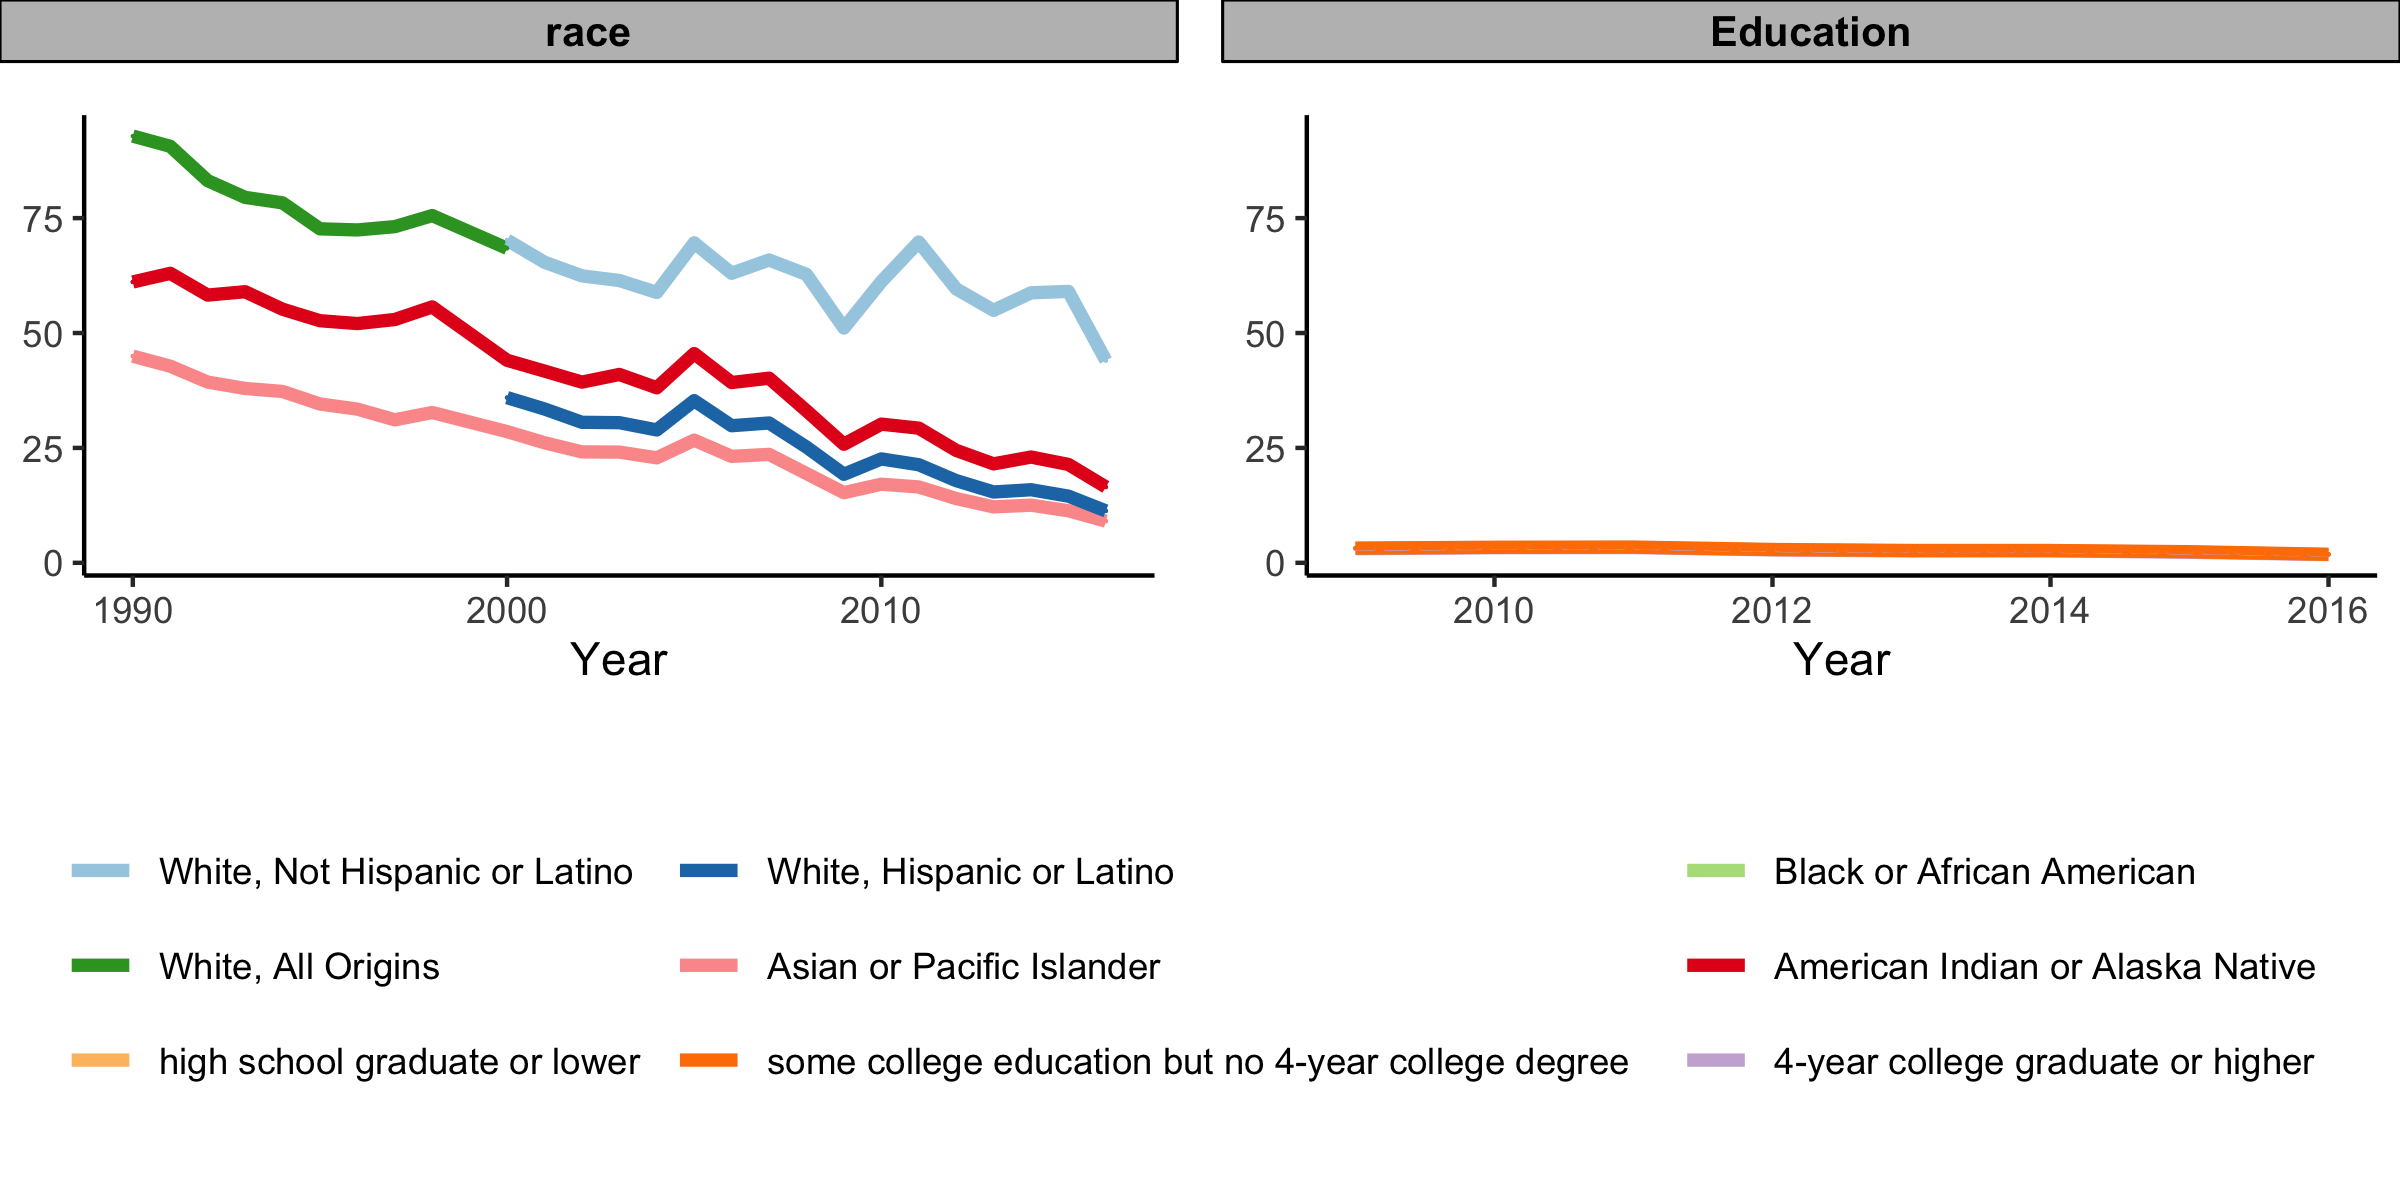 race
Education
75
50
25
0
1990 2000 2010
Year
75
50
25
0
2010 2012 2014 2016
Year
White, Not Hispanic or Latino
White, Hispanic or Latino
Black or African American
White, All Origins
Asian or Pacific Islander
American Indian or Alaska Native
high school graduate or lower
some college education but no 4-year college degree
4-year college graduate or higher